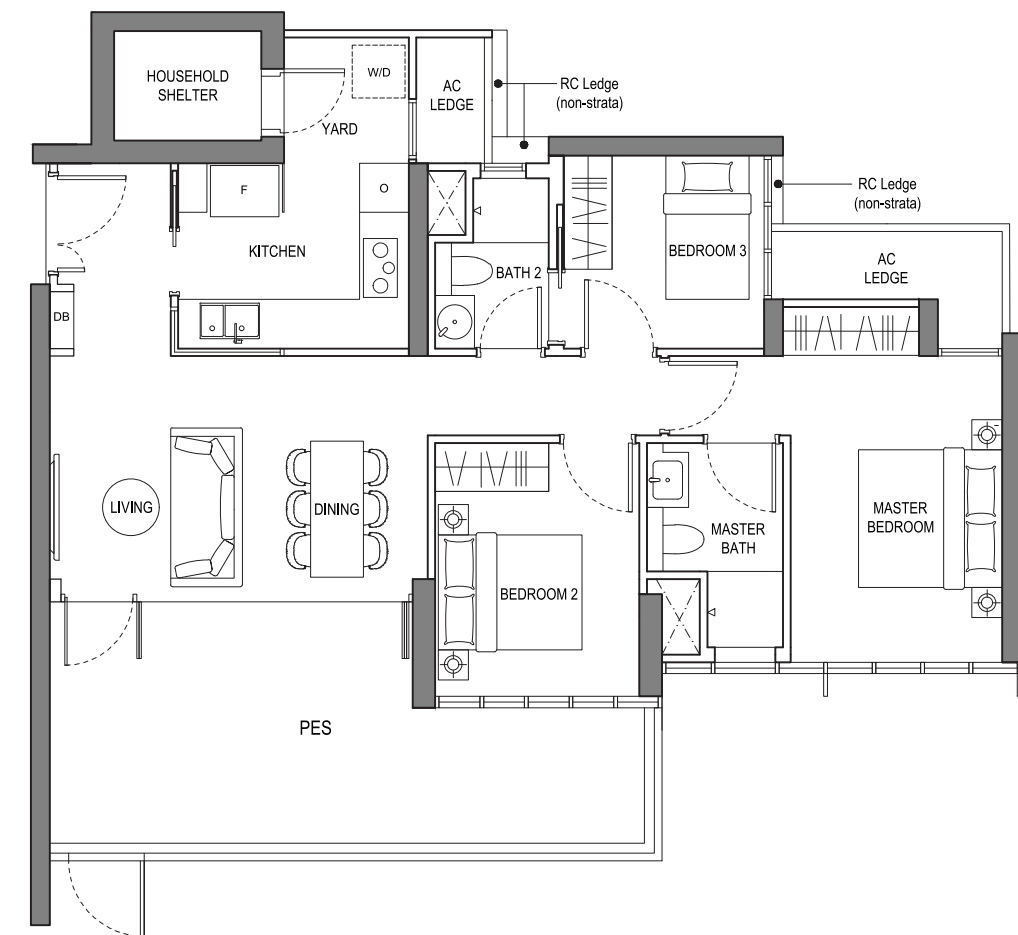 HOUSEHOLD
SHELTER
W/D
YARD
AC
LEDGE
RC Ledge
(non-strata)
F
O
KITCHEN
BATH 2
BEDROOM 3
RC Ledge
(non-strata)
AC
LEDGE
DB
LIVING
DINING
BEDROOM 2
MASTER
BATH
MASTER
BEDROOM
PES